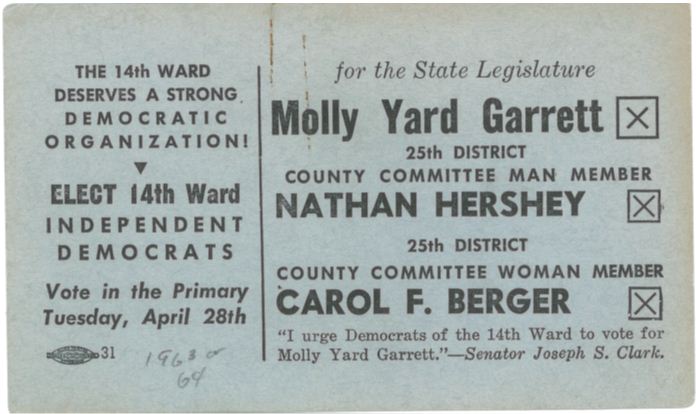 THE 14th WARD
DESERVES A STRONG
DEMOCRATIC
ORGANIZATION!
ELECT 14th Ward
INDEPENDENT
DEMOCRATS
Vote in the Primary
Tuesday, April 28th
31
1963 or
64
for the State Legislature
Molly Yard Garrett
25th DISTRICT
COUNTY COMMITTEE MAN MEMBER
NATHAN HERSHEY
25th DISTRICT
COUNTY COMMITTEE WOMAN MEMBER
CAROL F. BERGER
"I urge Democrats of the 14th Ward to vote for
Molly Yard Garrett."—Senator Joseph S. Clark.